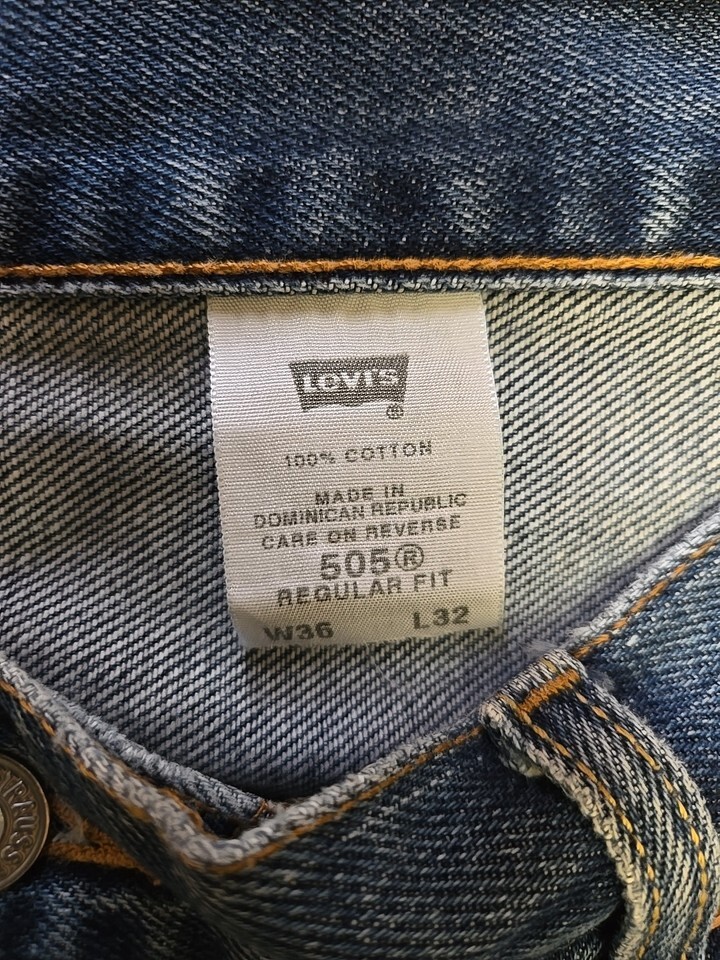 LEVI'S
®
100% COTTON
MADE IN
DOMINICAN REPUBLIC
CARE ON REVERSE
505®
REGULAR FIT
W36 L32